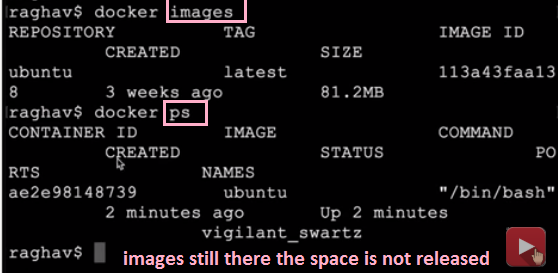 raghav$ docker images
REPOSITORY TAG IMAGE ID
CREATED SIZE
ubuntu latest 113a43faa13
8 3 weeks ago 81.2MB
raghav$ docker ps
CONTAINER ID IMAGE COMMAND
CREATED STATUS PO
RTS NAMES
ae2e98148739 ubuntu "/bin/bash"
2 minutes ago Up 2 minutes
vigilant_swartz
raghav$
images still there the space is not released